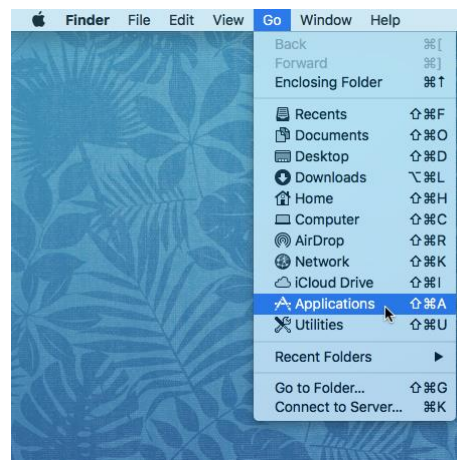 Finder File Edit View Go Window Help
Back ⌘[
Forward ⌘]
Enclosing Folder ⌘↑
Recents ⇧⌘F
Documents ⇧⌘O
Desktop ⇧⌘D
Downloads ⌥⌘L
Home ⇧⌘H
Computer ⇧⌘C
AirDrop ⇧⌘R
Network ⇧⌘K
iCloud Drive ⇧⌘I
Applications ⇧⌘A
Utilities ⇧⌘U
Recent Folders ▶
Go to Folder... ⇧⌘G
Connect to Server... ⌘K